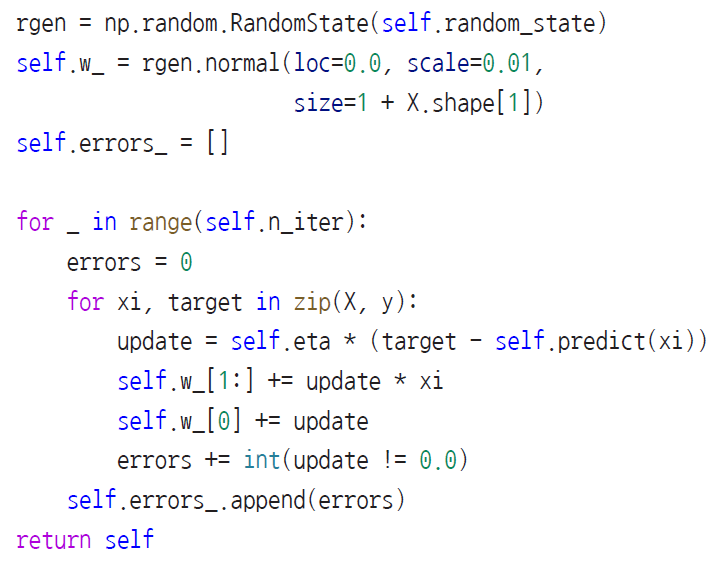 rgen = np.random.RandomState(self.random_state)
self.w_ = rgen.normal(loc=0.0, scale=0.01,
                      size=1 + X.shape[1])
self.errors_ = []

for _ in range(self.n_iter):
    errors = 0
    for xi, target in zip(X, y):
        update = self.eta * (target - self.predict(xi))
        self.w_[1:] += update * xi
        self.w_[0] += update
        errors += int(update != 0.0)
    self.errors_.append(errors)
return self